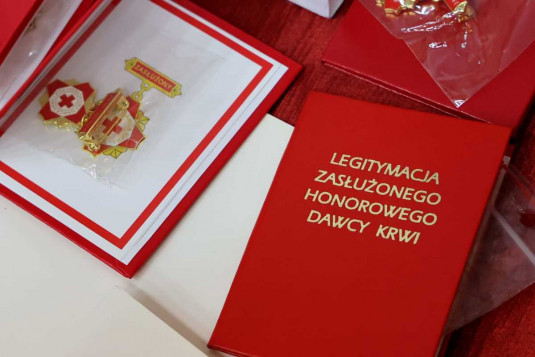 ZASŁUŻONY
LEGITYMACJA
ZASŁUŻONEGO
HONOROWEGO
DAWCY KRWI